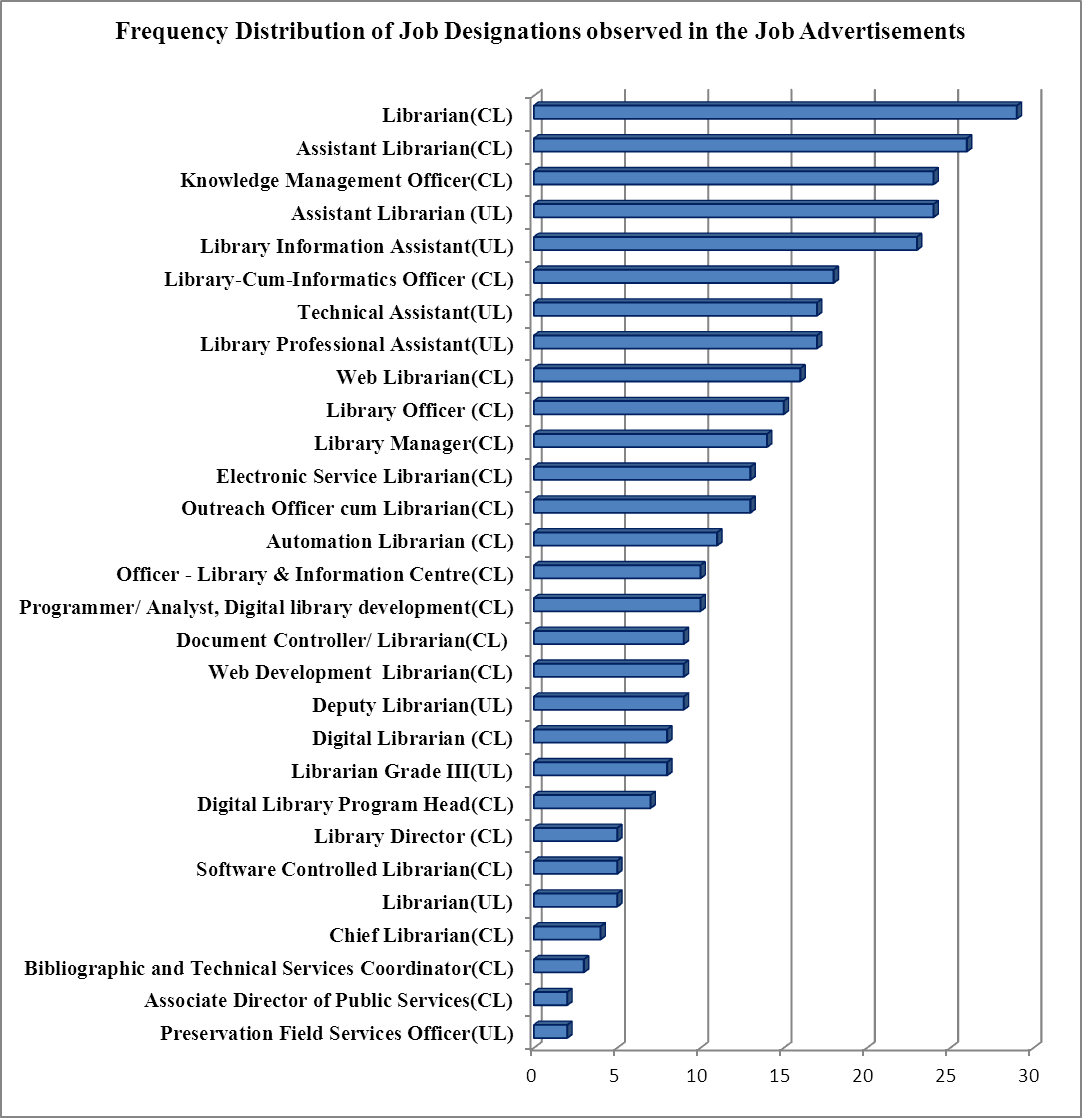 Frequency Distribution of Job Designations observed in the Job Advertisements
Librarian(CL)
Assistant Librarian(CL)
Knowledge Management Officer(CL)
Assistant Librarian (UL)
Library Information Assistant(UL)
Library-Cum-Informatics Officer (CL)
Technical Assistant(UL)
Library Professional Assistant(UL)
Web Librarian(CL)
Library Officer (CL)
Library Manager(CL)
Electronic Service Librarian(CL)
Outreach Officer cum Librarian(CL)
Automation Librarian (CL)
Officer - Library & Information Centre(CL)
Programmer/ Analyst, Digital library development(CL)
Document Controller/ Librarian(CL)
Web Development  Librarian(CL)
Deputy Librarian(UL)
Digital Librarian (CL)
Librarian Grade III(UL)
Digital Library Program Head(CL)
Library Director (CL)
Software Controlled Librarian(CL)
Librarian(UL)
Chief Librarian(CL)
Bibliographic and Technical Services Coordinator(CL)
Associate Director of Public Services(CL)
Preservation Field Services Officer(UL)
0 5 10 15 20 25 30